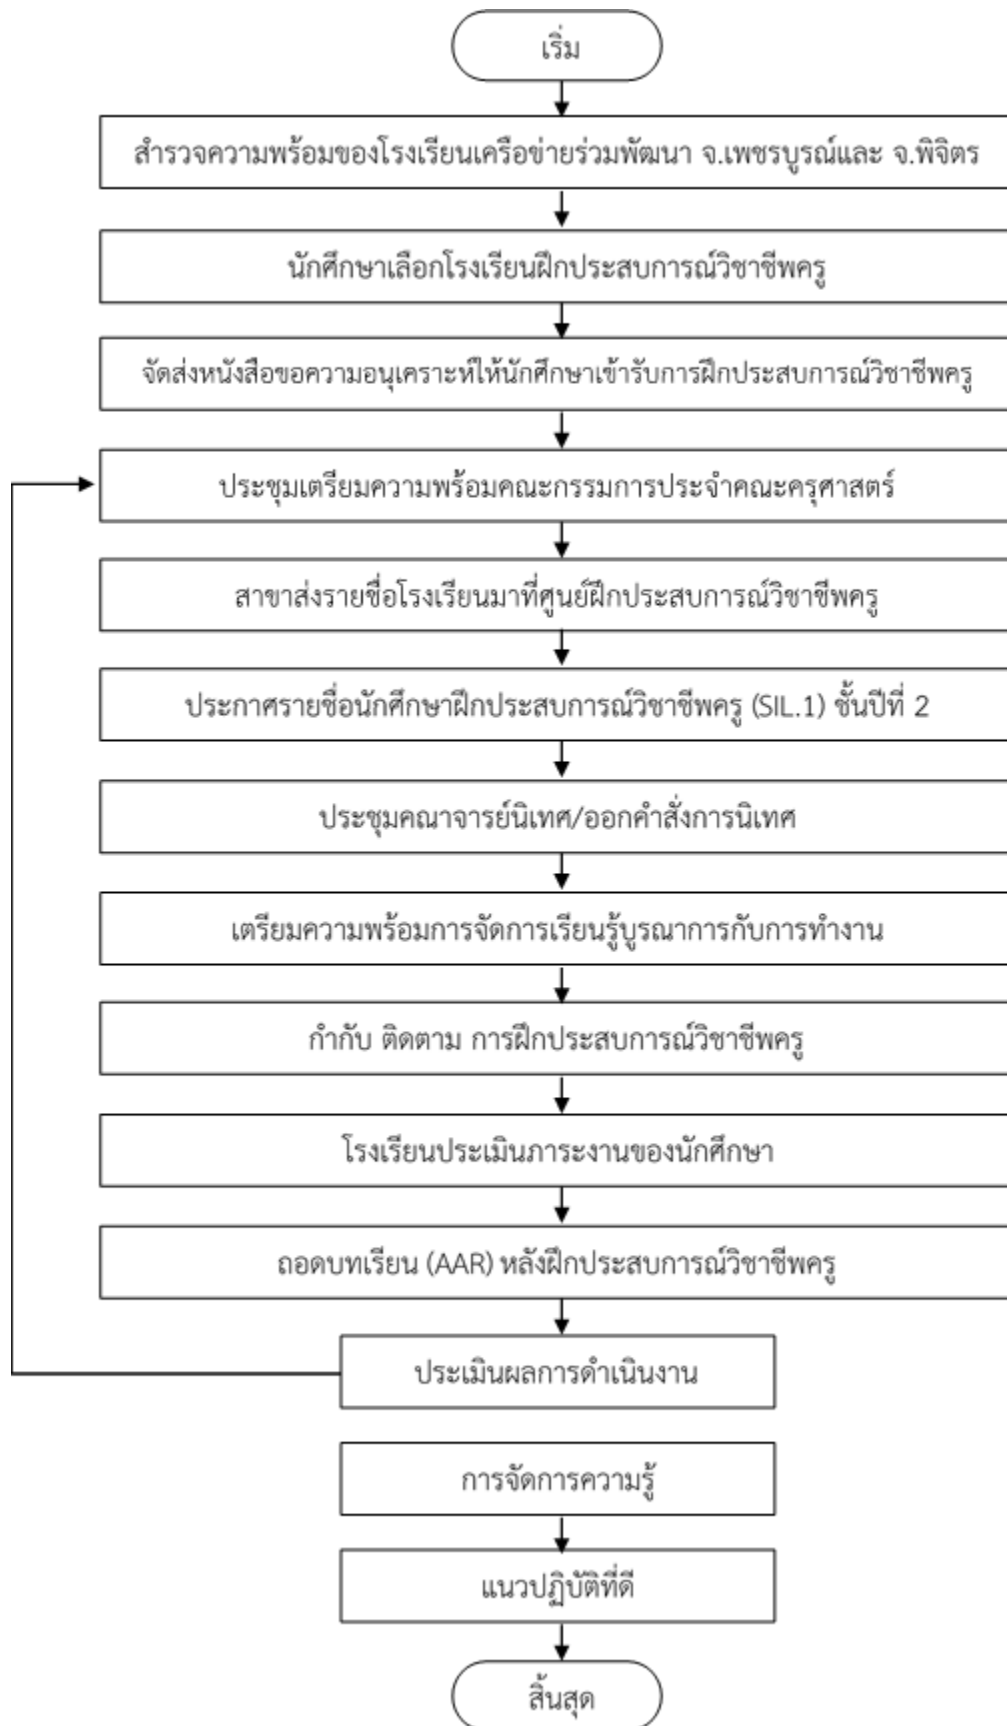 เริ่ม
สำรวจความพร้อมของโรงเรียนเครือข่ายร่วมพัฒนา จ.เพชรบูรณ์และ จ.พิจิตร
นักศึกษาเลือกโรงเรียนฝึกประสบการณ์วิชาชีพครู
จัดส่งหนังสือขอความอนุเคราะห์ให้นักศึกษาเข้ารับการฝึกประสบการณ์วิชาชีพครู
ประชุมเตรียมความพร้อมคณะกรรมการประจำคณะครุศาสตร์
สาขาส่งรายชื่อโรงเรียนมาที่ศูนย์ฝึกประสบการณ์วิชาชีพครู
ประกาศรายชื่อนักศึกษาฝึกประสบการณ์วิชาชีพครู (SIL.1) ชั้นปีที่ 2
ประชุมคณาจารย์นิเทศ/ออกคำสั่งการนิเทศ
เตรียมความพร้อมการจัดการเรียนรู้บูรณาการกับการทำงาน
กำกับ ติดตาม การฝึกประสบการณ์วิชาชีพครู
โรงเรียนประเมินภาระงานของนักศึกษา
ถอดบทเรียน (AAR) หลังฝึกประสบการณ์วิชาชีพครู
ประเมินผลการดำเนินงาน
การจัดการความรู้
แนวปฏิบัติที่ดี
สิ้นสุด